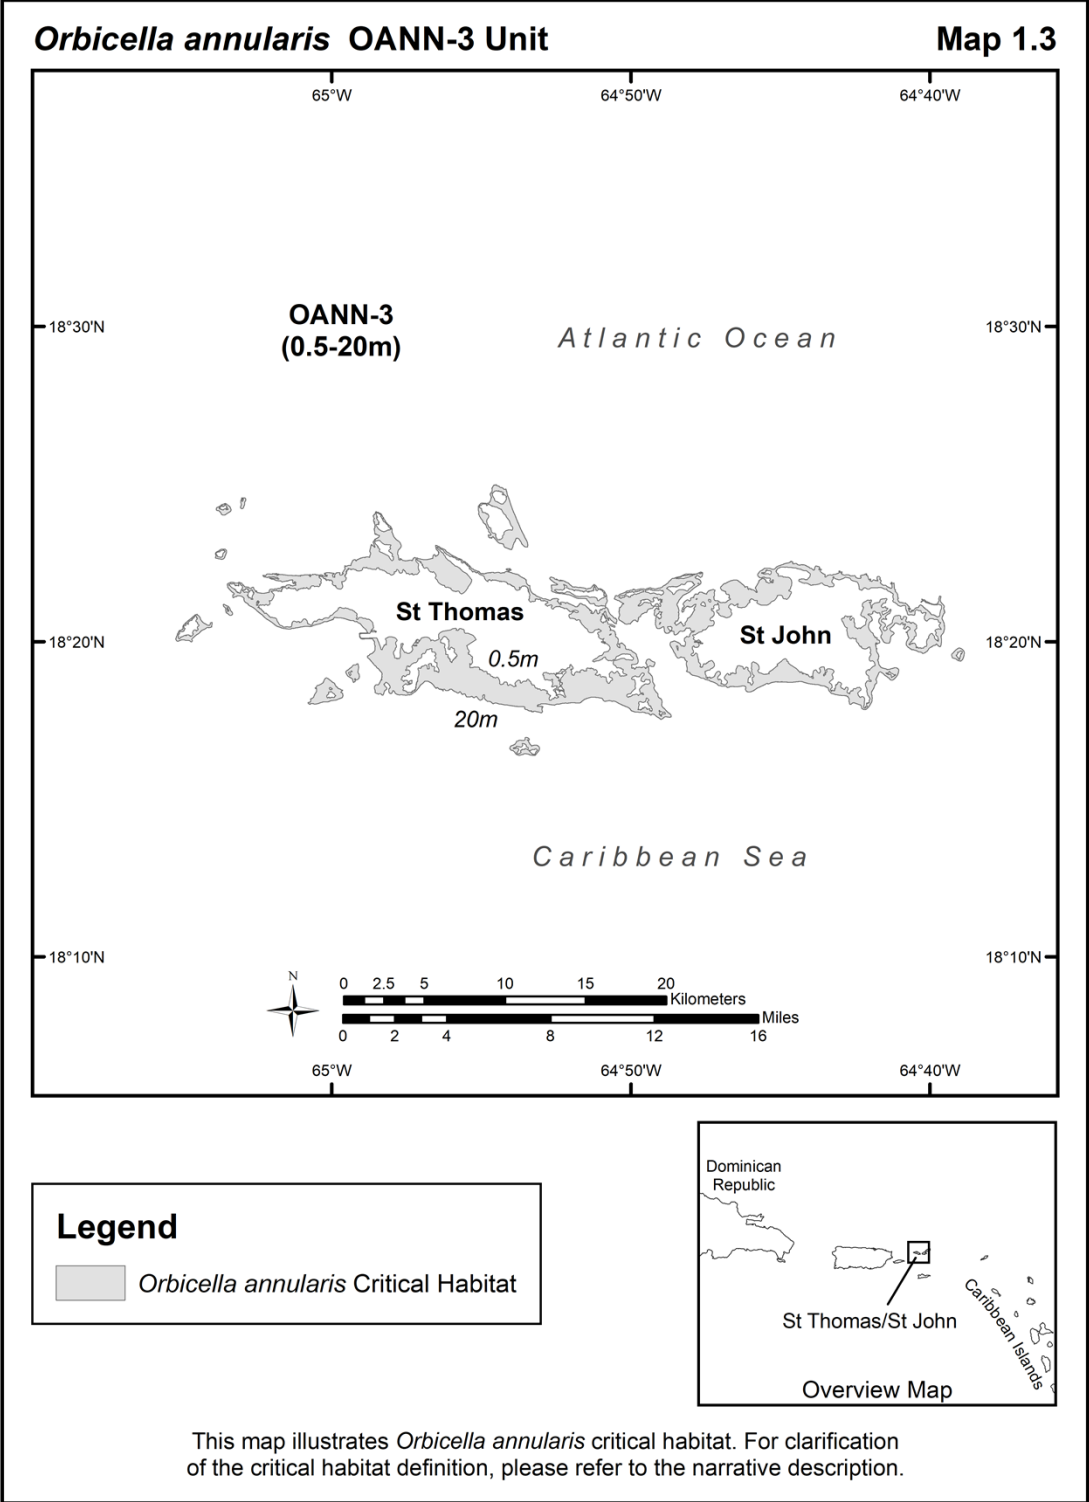 Orbicella annularis OANN-3 Unit
Map 1.3
65°W
64°50'W
64°40'W
OANN-3
(0.5-20m)
Atlantic Ocean
18°30'N
18°30'N
St Thomas
St John
18°20'N
18°20'N
0.5m
20m
Caribbean Sea
18°10'N
18°10'N
N
0 2.5 5 10 15 20
Kilometers
Miles
0 2 4 8 12 16
65°W
64°50'W
64°40'W
Legend
Orbicella annularis Critical Habitat
Dominican
Republic
St Thomas/St John
Caribbean Islands
Overview Map
This map illustrates Orbicella annularis critical habitat. For clarification
of the critical habitat definition, please refer to the narrative description.